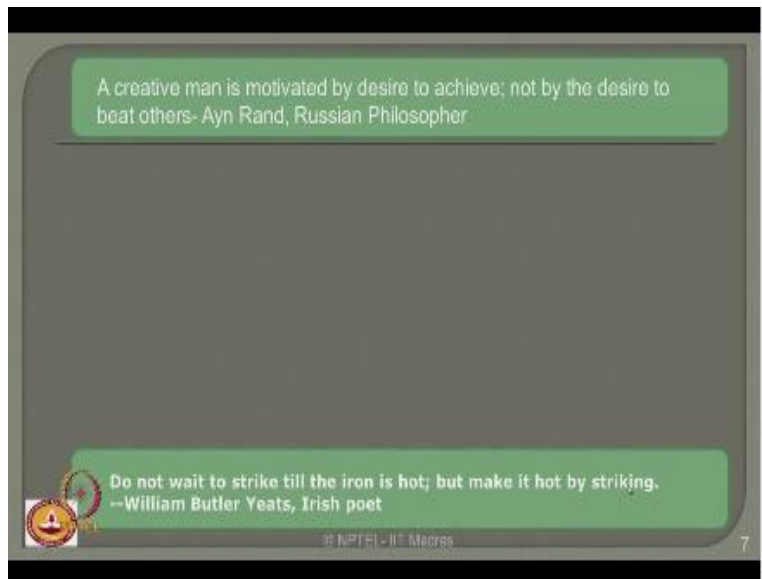 A creative man is motivated by desire to achieve; not by the desire to
beat others- Ayn Rand, Russian Philosopher
Do not wait to strike till the iron is hot; but make it hot by striking.
--William Butler Yeats, Irish poet
© NPTEL - IIT Madras
7